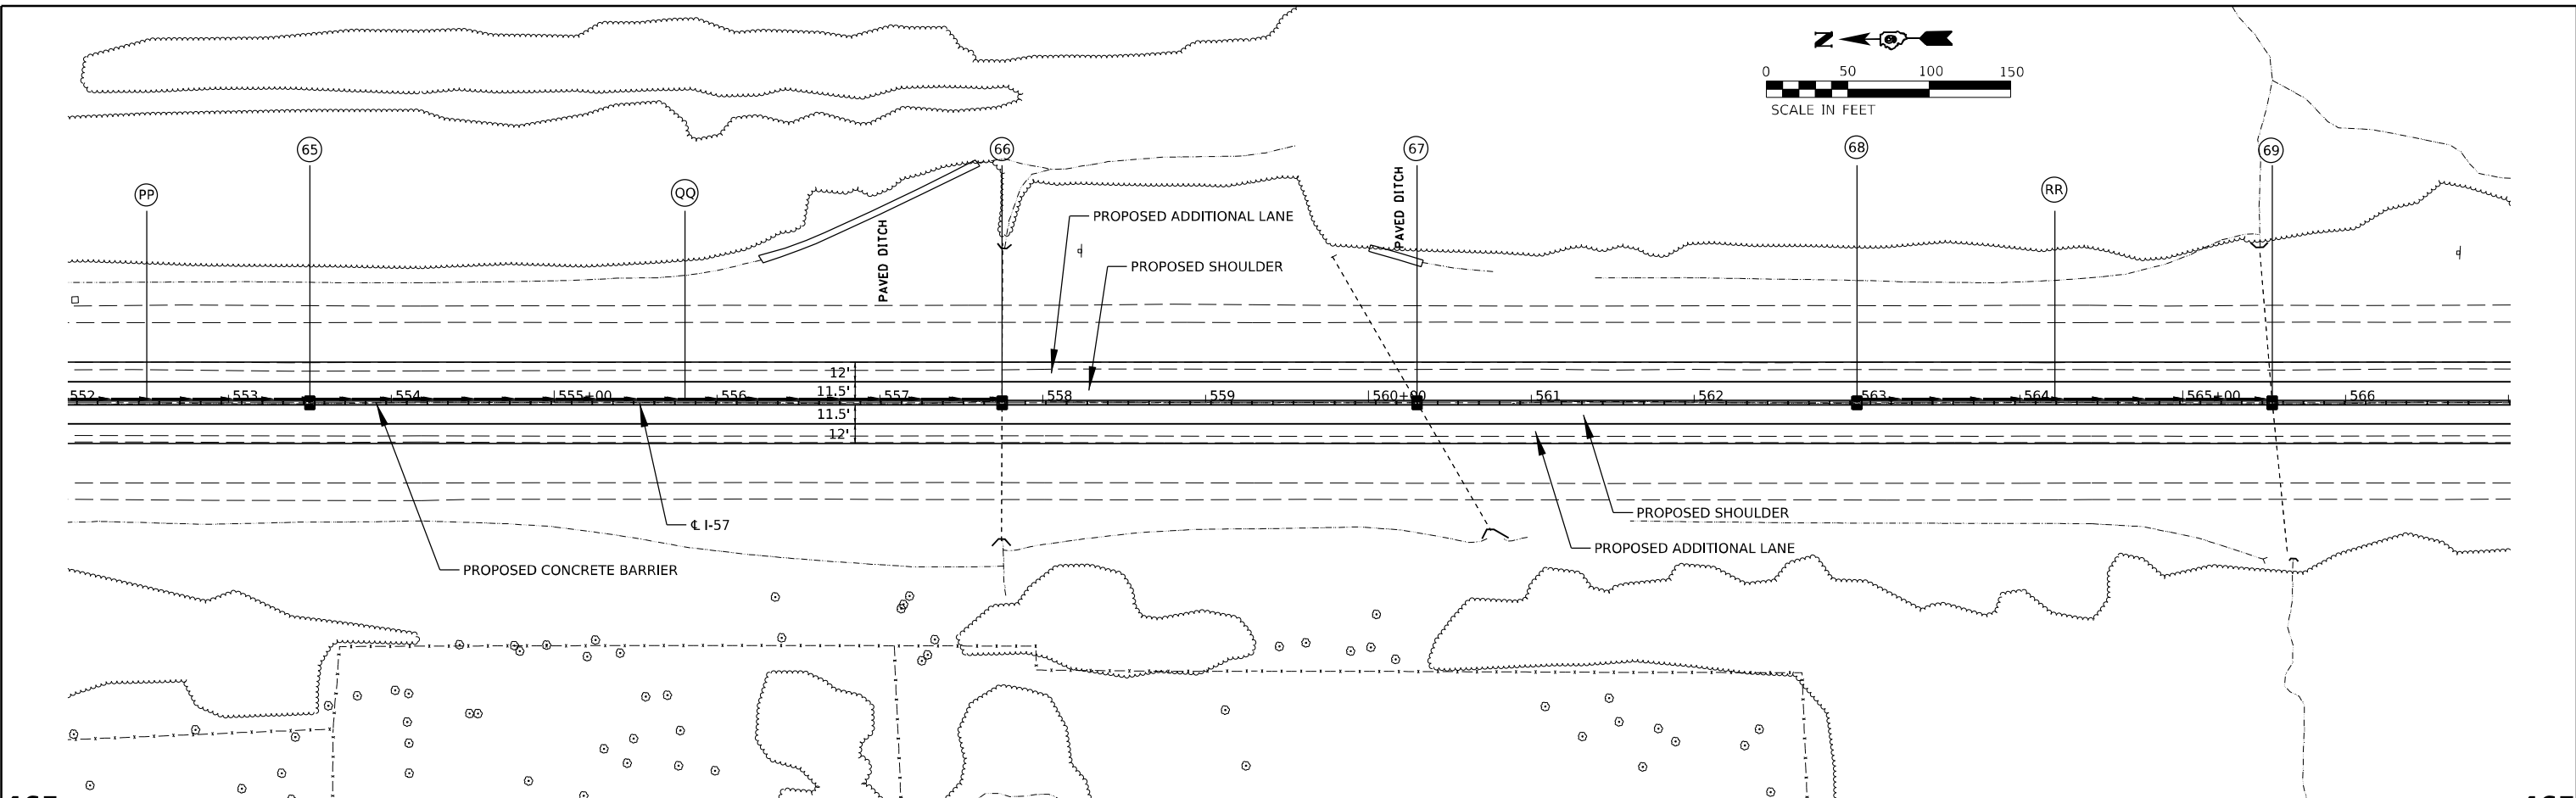 N
0 50 100 150
SCALE IN FEET
65
66
67
68
69
PP
QQ
RR
PAVED DITCH
PAVED DITCH
PROPOSED ADDITIONAL LANE
PROPOSED SHOULDER
12'
11.5'
552 553 554 555+00 556 557 558 559 560+00 561 562 563 564 565+00 566
11.5'
12'
PROPOSED SHOULDER
℄ I-57
PROPOSED ADDITIONAL LANE
PROPOSED CONCRETE BARRIER